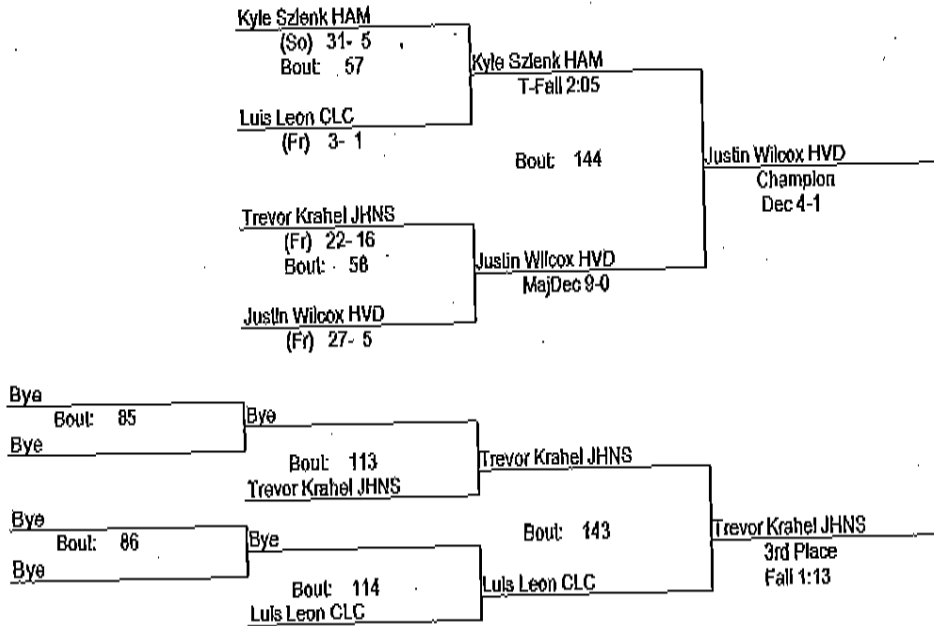 Kyle Szlenk HAM
(So) 31- 5
Bout: 57
Kyle Szlenk HAM
T-Fall 2:05
Luis Leon CLC
(Fr) 3- 1
Bout: 144
Justin Wilcox HVD
Champion
Dec 4-1
Trevor Krahel JHNS
(Fr) 22- 16
Bout: 58
Justin Wilcox HVD
MajDec 9-0
Justin Wilcox HVD
(Fr) 27- 5
Bye
Bout: 85
Bye
Bye
Bout: 113
Trevor Krahel JHNS
Trevor Krahel JHNS
Bye
Bout: 86
Bye
Bye
Bout: 143
Trevor Krahel JHNS
3rd Place
Fall 1:13
Bout: 114
Luis Leon CLC
Luis Leon CLC